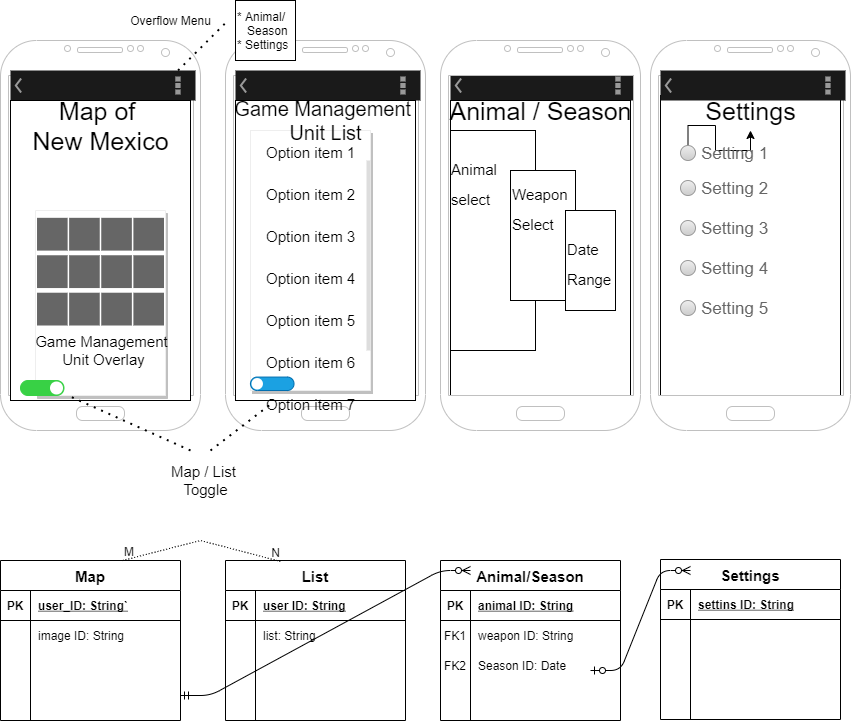 Overflow Menu
* Animal/
Season
* Settings
Map of
New Mexico
Game Management
Unit Overlay
Game Management
Unit List
Option item 1
Option item 2
Option item 3
Option item 4
Option item 5
Option item 6
Option item 7
Animal / Season
Animal
select
Weapon
Select
Date
Range
Settings
Setting 1
Setting 2
Setting 3
Setting 4
Setting 5
Map / List
Toggle
M
N
Map
PK user_ID: String`
image ID: String
List
PK user ID: String
list: String
Animal/Season
PK animal ID: String
FK1 weapon ID: String
FK2 Season ID: Date
Settings
PK settins ID: String